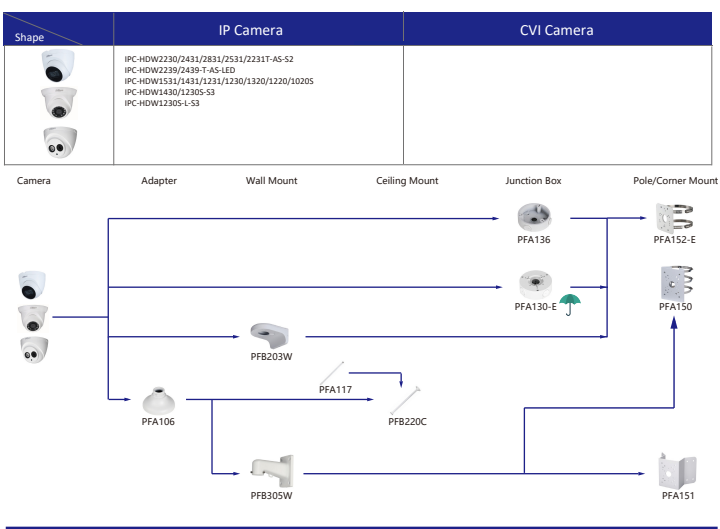 Shape
IP Camera
CVI Camera
IPC-HDW2230/2431/2831/2531/2231T-AS-S2
IPC-HDW2239/2439-T-AS-LED
IPC-HDW1531/1431/1231/1230/1320/1220/1020S
IPC-HDW1430/1230S-S3
IPC-HDW1230S-L-S3
Camera
Adapter
Wall Mount
Ceiling Mount
Junction Box
Pole/Corner Mount
PFA136
PFA152-E
PFA130-E
PFA150
PFB203W
PFA117
PFA106
PFB220C
PFB305W
PFA151